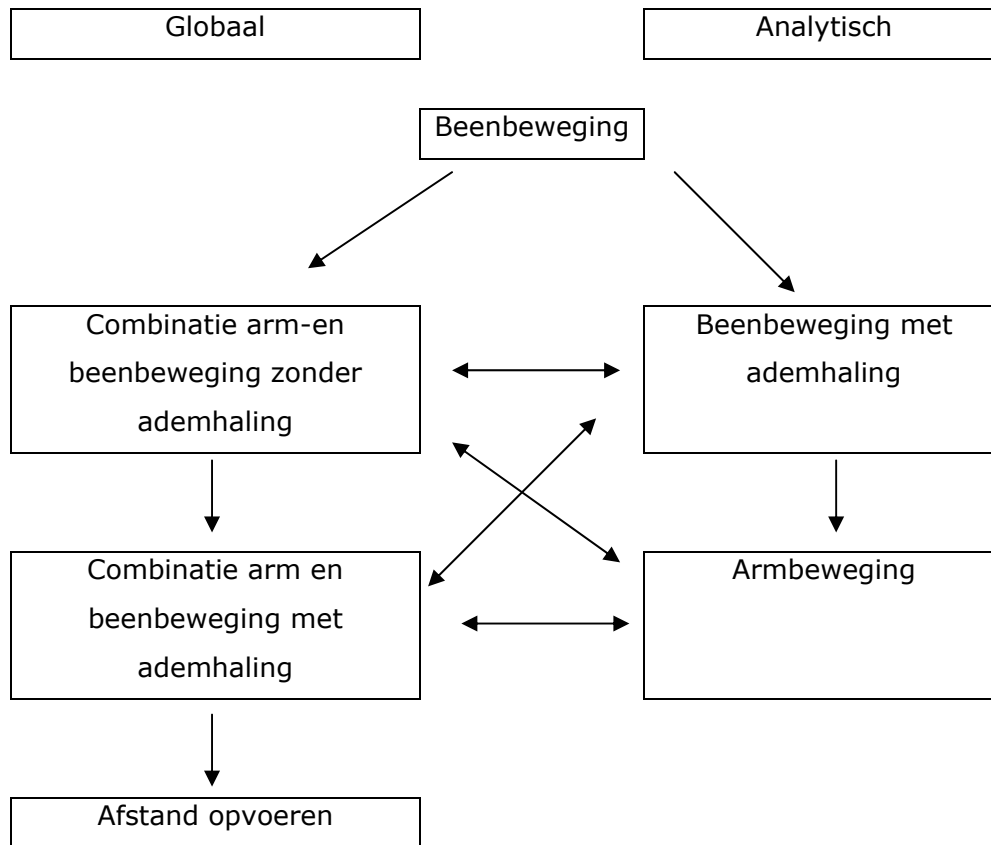 Globaal
Analytisch
Beenbeweging
Combinatie arm-en
beenbeweging zonder
ademhaling
Beenbeweging met
ademhaling
Combinatie arm en
beenbeweging met
ademhaling
Armbeweging
Afstand opvoeren